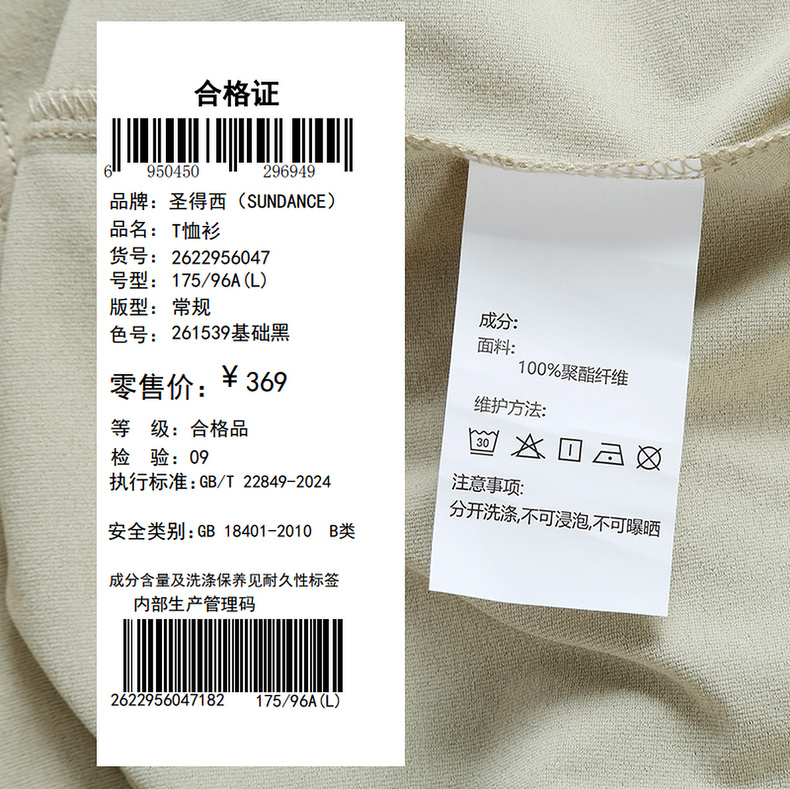 合格证
6 950450 296949
品牌：圣得西（SUNDANCE）
品名：T恤衫
货号：2622956047
号型：175/96A(L)
版型：常规
色号：261539基础黑
零售价：￥369
等 级：合格品
检 验：09
执行标准：GB/T 22849-2024
安全类别：GB 18401-2010 B类
成分含量及洗涤保养见耐久性标签
内部生产管理码
2622956047182 175/96A(L)
成分:
面料:
100%聚酯纤维
维护方法:
30
注意事项:
分开洗涤,不可浸泡,不可曝晒